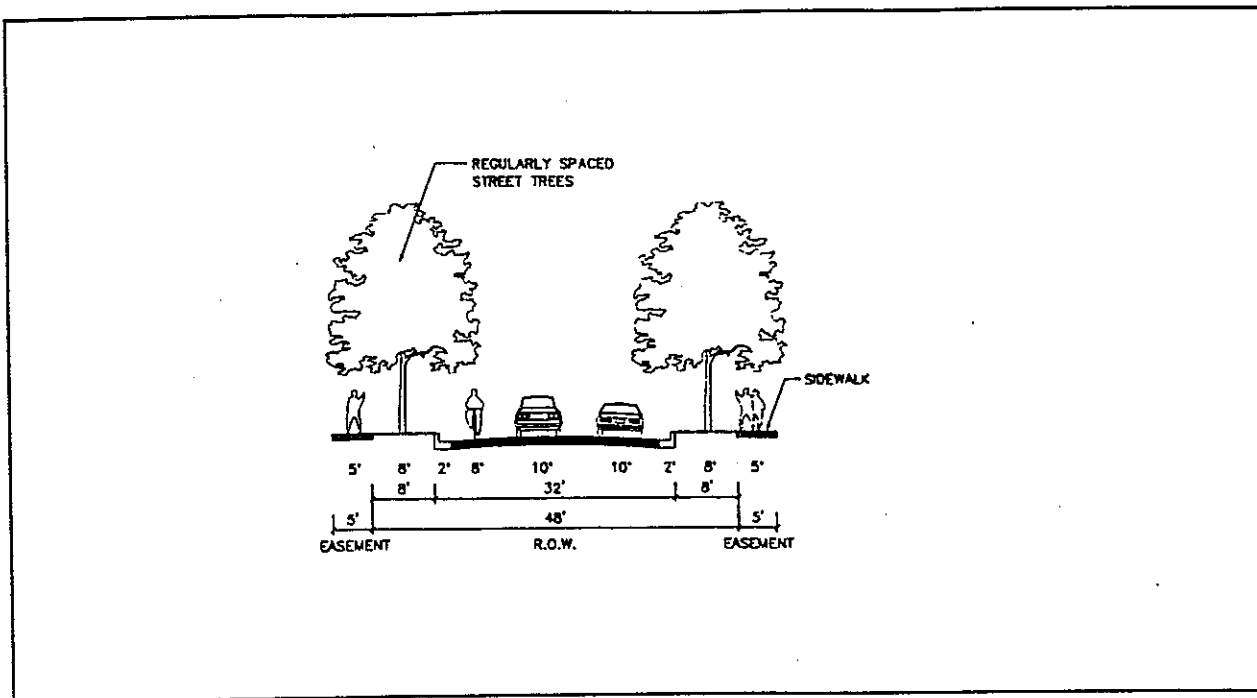 REGULARLY SPACED
STREET TREES
SIDEWALK
5' 8' 2' 8' 10' 10' 2' 8' 5'
8' 32' 8'
5' 48' 5'
EASEMENT R.O.W. EASEMENT